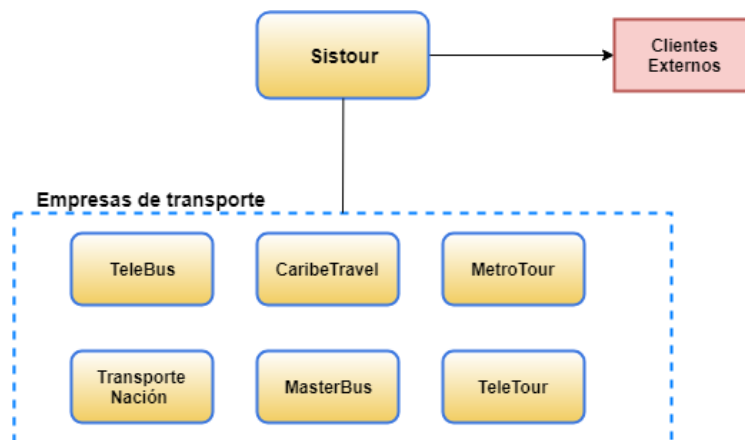 Sistour
Clientes
Externos
Empresas de transporte
TeleBus
CaribeTravel
MetroTour
Transporte
Nación
MasterBus
TeleTour